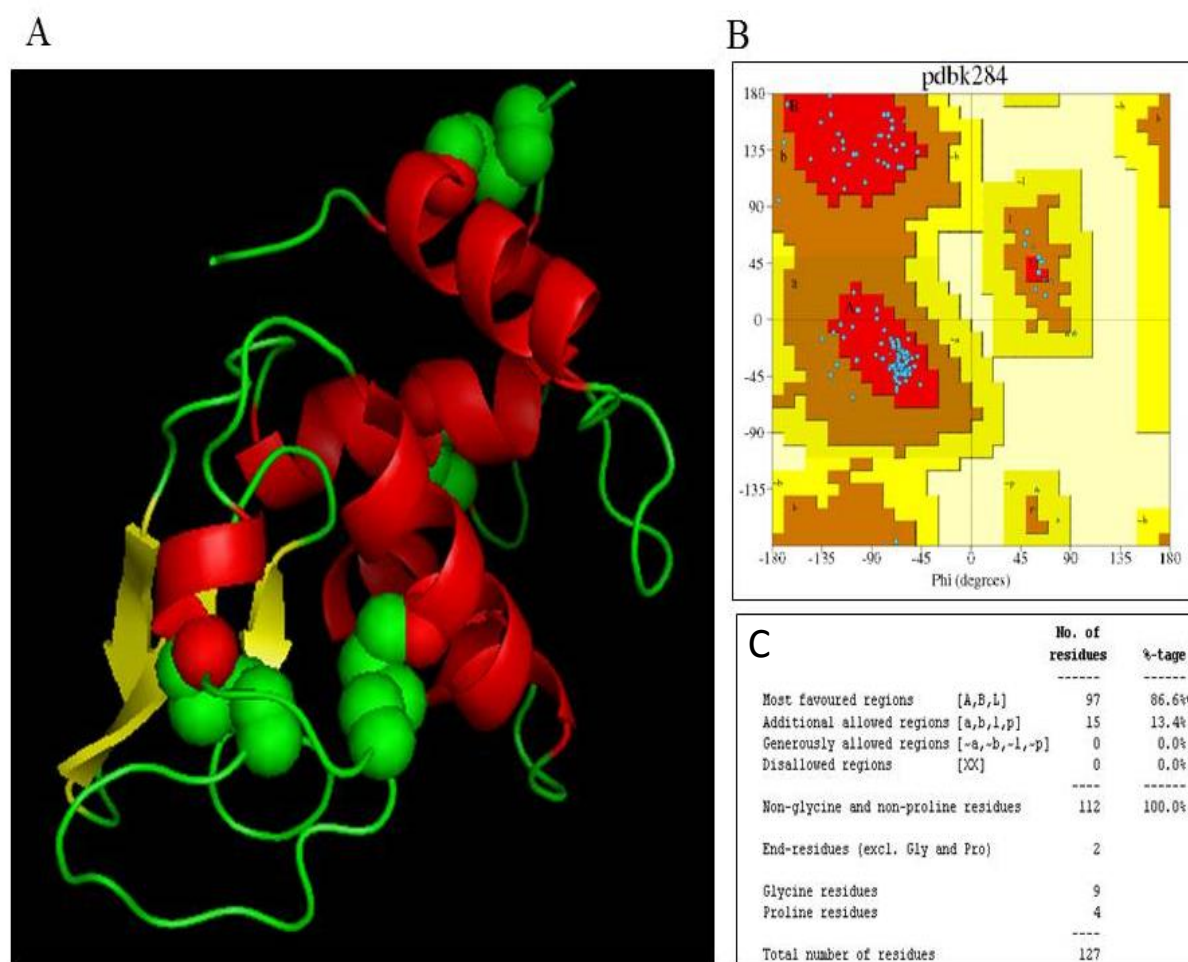 A
B
pdbk284
180
135
90
45
0
-45
-90
-135
-180 -135 -90 -45 0 45 90 135 180
Phi (degrees)
B
b
a
A
l
~b
~l
~a
~p
p
C
No. of
residues %-tage
------ ------
Most favoured regions [A,B,L] 97 86.6%
Additional allowed regions [a,b,l,p] 15 13.4%
Generously allowed regions [~a,~b,~l,~p] 0 0.0%
Disallowed regions [XX] 0 0.0%
---- ------
Non-glycine and non-proline residues 112 100.0%
End-residues (excl. Gly and Pro) 2
Glycine residues 9
Proline residues 4
----
Total number of residues 127